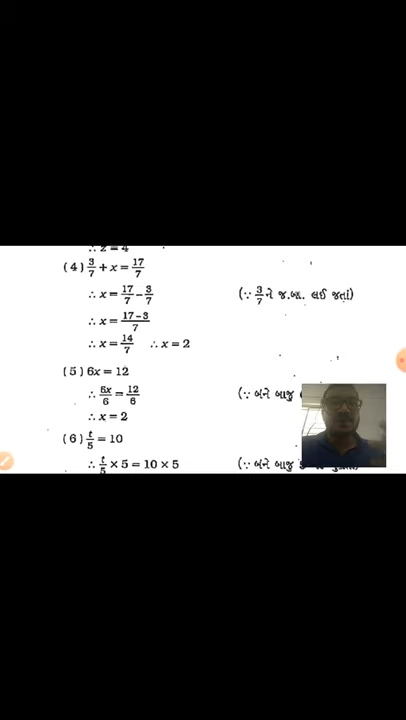 ∴ z = 4
(4) 3/7 + x = 17/7
∴ x = 17/7 - 3/7 (∵ 3/7 ને જ.બા. લઈ જતાં)
∴ x = 17-3/7
∴ x = 14/7 ∴ x = 2
(5) 6x = 12
∴ 6x/6 = 12/6 (∵ બંને બાજુ
∴ x = 2
(6) t/5 = 10
∴ t/5 × 5 = 10 × 5 (∵ બંને બાજુ